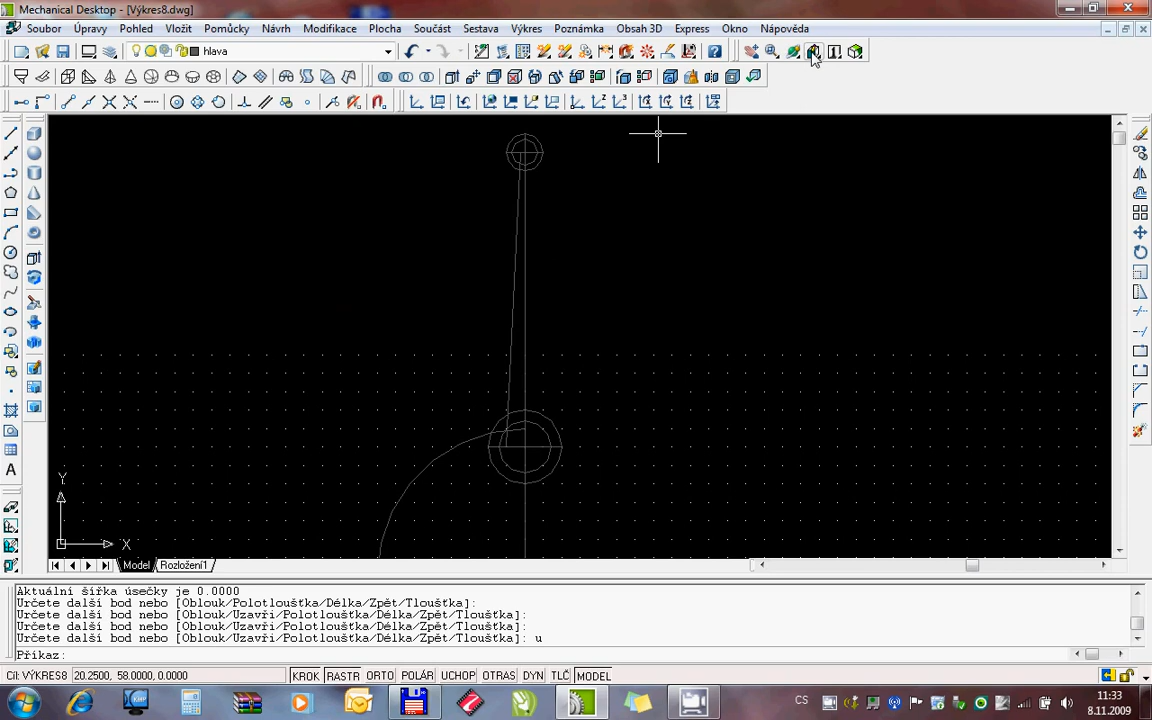 Mechanical Desktop - [Výkres8.dwg]
Soubor Úpravy Pohled Vložit Pomůcky Plocha Návrh Modifikace Součást Sestava Výkres Poznámka Obsah 3D Express Okno Nápověda
hlava
Y
X
Model Rozložení1
Aktuální šířka úsečky je 0.0000
Určete další bod nebo [Oblouk/Polotloušťka/Délka/Zpět/Tloušťka]:
Určete další bod nebo [Oblouk/Uzavři/Polotloušťka/Délka/Zpět/Tloušťka]:
Určete další bod nebo [Oblouk/Uzavři/Polotloušťka/Délka/Zpět/Tloušťka]:
Určete další bod nebo [Oblouk/Uzavři/Polotloušťka/Délka/Zpět/Tloušťka]: u
Příkaz:
Cíl: VÝKRES8 20.2500, 58.0000, 0.0000 KROK RASTR ORTO POLÁR UCHOP OTRAS DYN TLČ MODEL
CS
11:33
8.11.2009